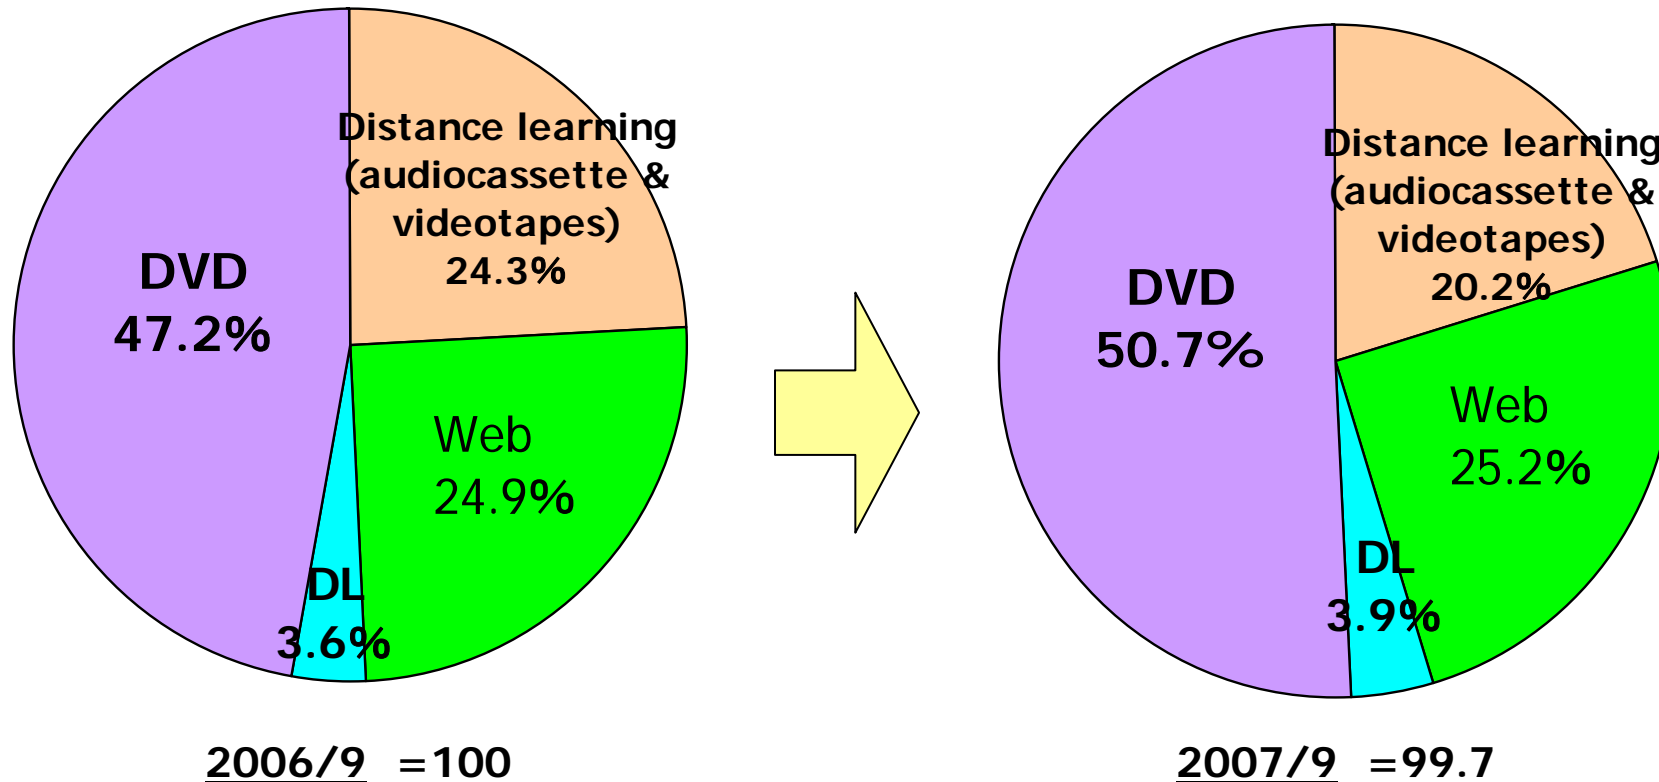 Distance learning
(audiocassette &
videotapes)
24.3%
DVD
47.2%
Web
24.9%
DL
3.6%
2006/9 =100
Distance learning
(audiocassette &
videotapes)
20.2%
DVD
50.7%
Web
25.2%
DL
3.9%
2007/9 =99.7